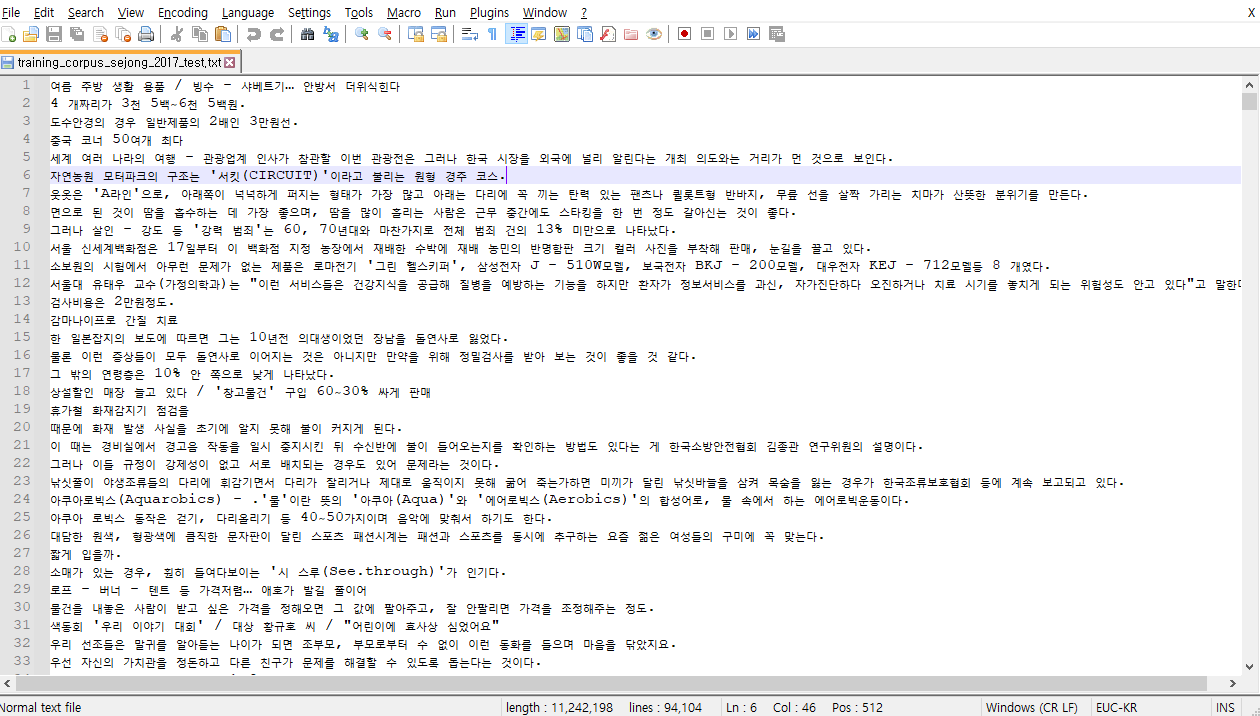 File Edit Search View Encoding Language Settings Tools Macro Run Plugins Window ? X
training_corpus_sejong_2017_test.txt
1 여름 주방 생활 용품 / 빙수 - 샤베트기… 안방서 더위식힌다
2 4 개짜리가 3천 5백~6천 5백원.
3 도수안경의 경우 일반제품의 2배인 3만원선.
4 중국 코너 50여개 최다
5 세계 여러 나라의 여행 - 관광업계 인사가 참관할 이번 관광전은 그러나 한국 시장을 외국에 널리 알린다는 개최 의도와는 거리가 먼 것으로 보인다.
6 자연농원 모터파크의 구조는 '서킷(CIRCUIT)'이라고 불리는 원형 경주 코스.
7 웃옷은 'A라인'으로, 아래쪽이 넉넉하게 퍼지는 형태가 가장 많고 아래는 다리에 꼭 끼는 탄력 있는 팬츠나 퀼롯트형 반바지, 무릎 선을 살짝 가리는 치마가 산뜻한 분위기를 만든다.
8 면으로 된 것이 땀을 흡수하는 데 가장 좋으며, 땀을 많이 흘리는 사람은 근무 중간에도 스타킹을 한 번 정도 갈아신는 것이 좋다.
9 그러나 살인 - 강도 등 '강력 범죄'는 60, 70년대와 마찬가지로 전체 범죄 건의 13% 미만으로 나타났다.
10 서울 신세계백화점은 17일부터 이 백화점 지정 농장에서 재배한 수박에 재배 농민의 반명함판 크기 컬러 사진을 부착해 판매, 눈길을 끌고 있다.
11 소보원의 시험에서 아무런 문제가 없는 제품은 로마전기 '그린 헬스키퍼', 삼성전자 J - 510W모델, 보국전자 BKJ - 200모델, 대우전자 KEJ - 712모델등 8 개였다.
12 서울대 유태우 교수(가정의학과)는 "이런 서비스들은 건강지식을 공급해 질병을 예방하는 기능을 하지만 환자가 정보서비스를 과신, 자가진단하다 오진하거나 치료 시기를 놓치게 되는 위험성도 안고 있다"고 말한다
13 검사비용은 2만원정도.
14 감마나이프로 간질 치료
15 한 일본잡지의 보도에 따르면 그는 10년전 의대생이었던 장남을 돌연사로 잃었다.
16 물론 이런 증상들이 모두 돌연사로 이어지는 것은 아니지만 만약을 위해 정밀검사를 받아 보는 것이 좋을 것 같다.
17 그 밖의 연령층은 10% 안 쪽으로 낮게 나타났다.
18 상설할인 매장 늘고 있다 / '창고물건' 구입 60~30% 싸게 판매
19 휴가철 화재감지기 점검을
20 때문에 화재 발생 사실을 초기에 알지 못해 불이 커지게 된다.
21 이 때는 경비실에서 경고음 작동을 일시 중지시킨 뒤 수신반에 불이 들어오는지를 확인하는 방법도 있다는 게 한국소방안전협회 김종관 연구위원의 설명이다.
22 그러나 이들 규정이 강제성이 없고 서로 배치되는 경우도 있어 문제라는 것이다.
23 낚싯줄이 야생조류들의 다리에 휘감기면서 다리가 잘리거나 제대로 움직이지 못해 굶어 죽는가하면 미끼가 달린 낚싯바늘을 삼켜 목숨을 잃는 경우가 한국조류보호협회 등에 계속 보고되고 있다.
24 아쿠아로빅스(Aquarobics) - .'물'이란 뜻의 '아쿠아(Aqua)'와 '에어로빅스(Aerobics)'의 합성어로, 물 속에서 하는 에어로빅운동이다.
25 아쿠아 로빅스 동작은 걷기, 다리올리기 등 40~50가지이며 음악에 맞춰서 하기도 한다.
26 대담한 원색, 형광색에 큼직한 문자판이 달린 스포츠 패션시계는 패션과 스포츠를 동시에 추구하는 요즘 젊은 여성들의 구미에 꼭 맞는다.
27 짧게 입을까.
28 소매가 있는 경우, 훤히 들여다보이는 '시 스루(See.through)'가 인기다.
29 로프 - 버너 - 텐트 등 가격저렴… 애호가 발길 줄이어
30 물건을 내놓은 사람이 받고 싶은 가격을 정해오면 그 값에 팔아주고, 잘 안팔리면 가격을 조정해주는 정도.
31 색동회 '우리 이야기 대회' / 대상 황규호 씨 / "어린이에 효사상 심었어요"
32 우리 선조들은 말귀를 알아듣는 나이가 되면 조부모, 부모로부터 수 없이 이런 동화를 들으며 마음을 닦았지요.
33 우선 자신의 가치관을 정돈하고 다른 친구가 문제를 해결할 수 있도록 돕는다는 것이다.
Normal text file length : 11,242,198 lines : 94,104 Ln : 6 Col : 46 Pos : 512 Windows (CR LF) EUC-KR INS